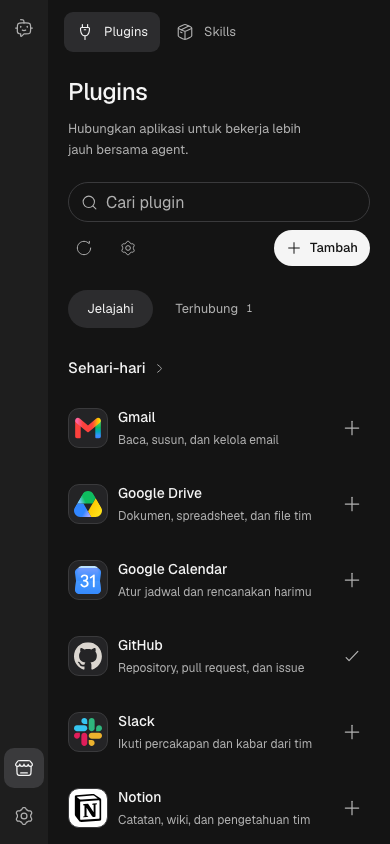 Plugins
Skills
Plugins
Hubungkan aplikasi untuk bekerja lebih
jauh bersama agent.
Cari plugin
Tambah
Jelajahi
Terhubung 1
Sehari-hari
Gmail
Baca, susun, dan kelola email
Google Drive
Dokumen, spreadsheet, dan file tim
31
Google Calendar
Atur jadwal dan rencanakan harimu
GitHub
Repository, pull request, dan issue
Slack
Ikuti percakapan dan kabar dari tim
Notion
Catatan, wiki, dan pengetahuan tim